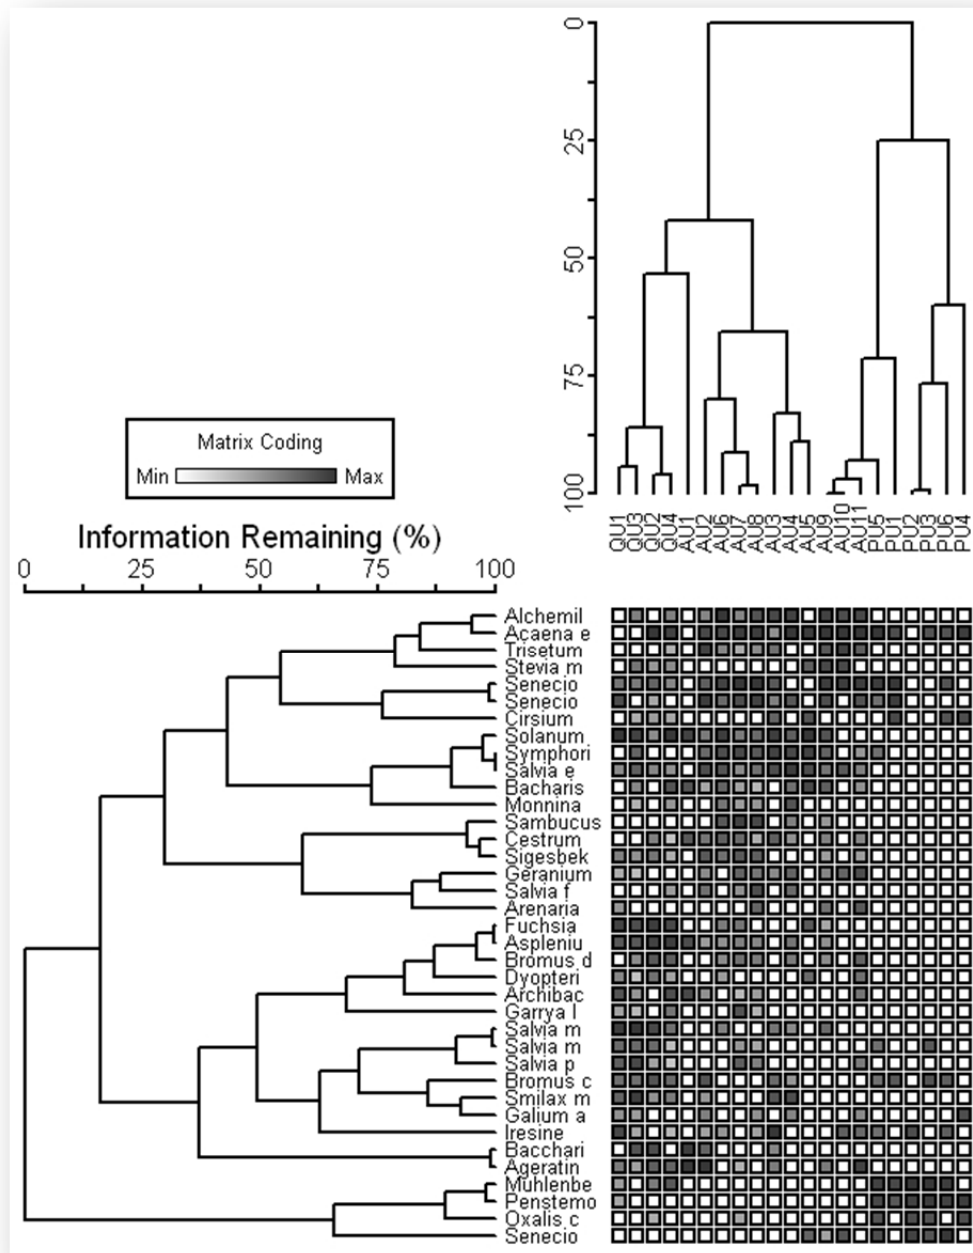 0
25
50
75
100
Matrix Coding
Min Max
Information Remaining (%)
0 25 50 75 100
QU1 QU3 QU2 QU4 AU1 AU2 AU6 AU7 AU8 AU3 AU4 AU5 AU9 AU10 AU11 PU5 PU1 PU2 PU3 PU6 PU4
Alchemil
Acaena e
Trisetum
Stevia m
Senecio
Senecio
Cirsium
Solanum
Symphori
Salvia e
Bacharis
Monnina
Sambucus
Cestrum
Sigesbek
Geranium
Salvia f
Arenaria
Fuchsia
Aspleniu
Bromus d
Dyopteri
Archibac
Garrya l
Salvia m
Salvia m
Salvia p
Bromus c
Smilax m
Galium a
Iresine
Bacchari
Ageratin
Muhlenbe
Penstemo
Oxalis c
Senecio